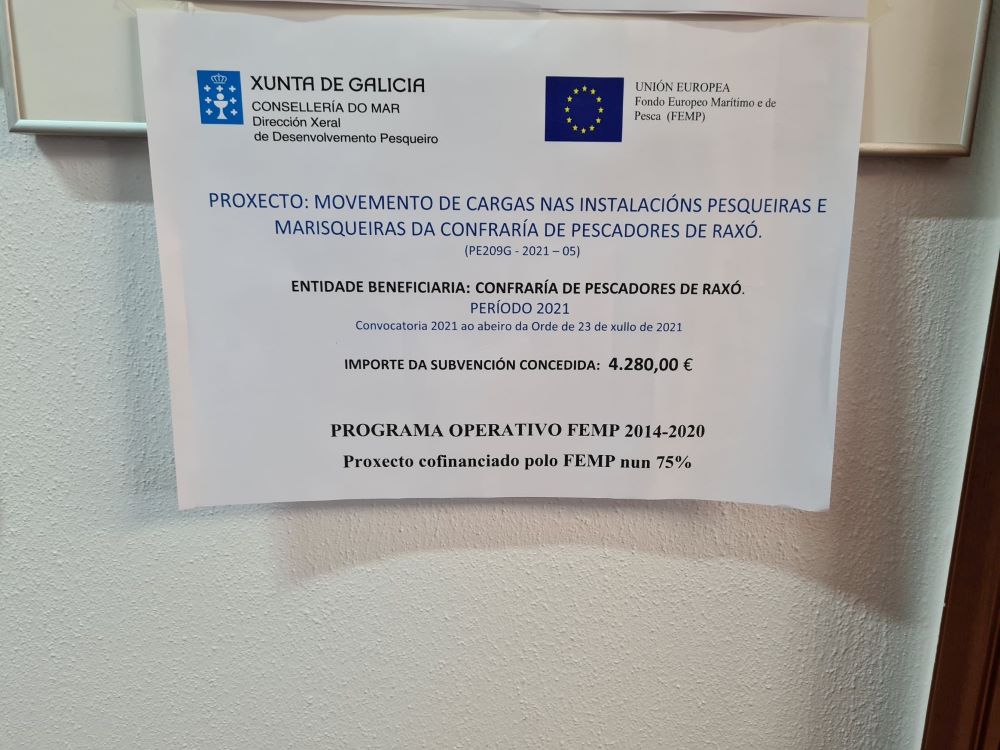 XUNTA DE GALICIA
CONSELLERÍA DO MAR
Dirección Xeral
de Desenvolvemento Pesqueiro
UNIÓN EUROPEA
Fondo Europeo Marítimo e de
Pesca (FEMP)
PROXECTO: MOVEMENTO DE CARGAS NAS INSTALACIÓNS PESQUEIRAS E
MARISQUEIRAS DA CONFRARÍA DE PESCADORES DE RAXÓ.
(PE209G - 2021 – 05)
ENTIDADE BENEFICIARIA: CONFRARÍA DE PESCADORES DE RAXÓ.
PERÍODO 2021
Convocatoria 2021 ao abeiro da Orde de 23 de xullo de 2021
IMPORTE DA SUBVENCIÓN CONCEDIDA: 4.280,00 €
PROGRAMA OPERATIVO FEMP 2014-2020
Proxecto cofinanciado polo FEMP nun 75%